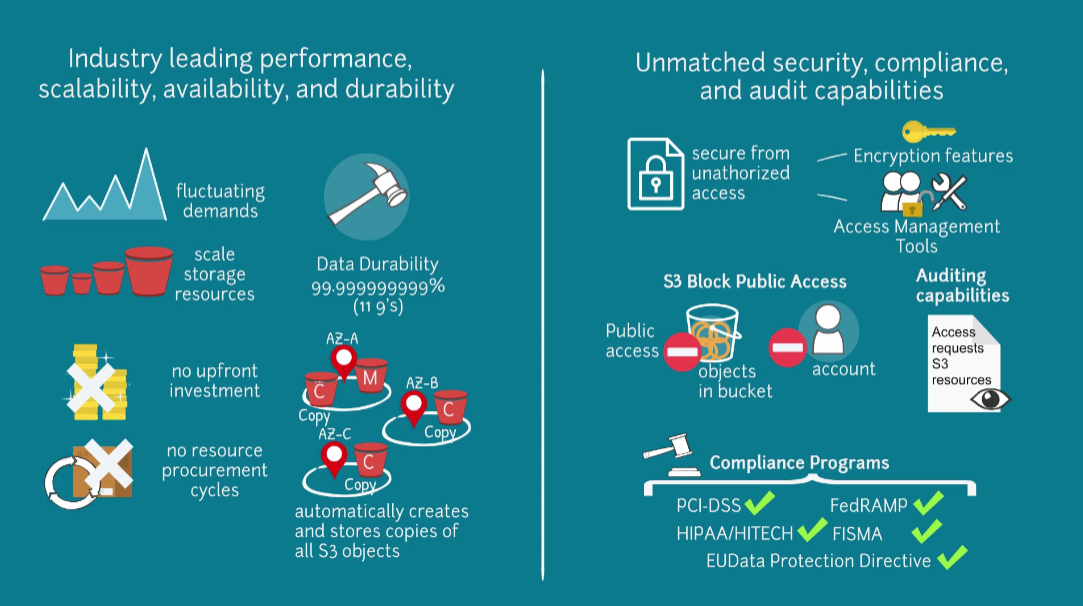 Industry leading performance,
scalability, availability, and durability
fluctuating
demands
scale
storage
resources
no upfront
investment
no resource
procurement
cycles
Data Durability
99.999999999%
(11 9's)
AZ-A
C
M
Copy
AZ-B
C
Copy
AZ-C
C
Copy
automatically creates
and stores copies of
all S3 objects
Unmatched security, compliance,
and audit capabilities
secure from
unathorized
access
Encryption features
Access Management
Tools
S3 Block Public Access
Public
access
objects
in bucket
account
Auditing
capabilities
Access
requests
S3
resources
Compliance Programs
PCI-DSS
FedRAMP
HIPAA/HITECH
FISMA
EUData Protection Directive